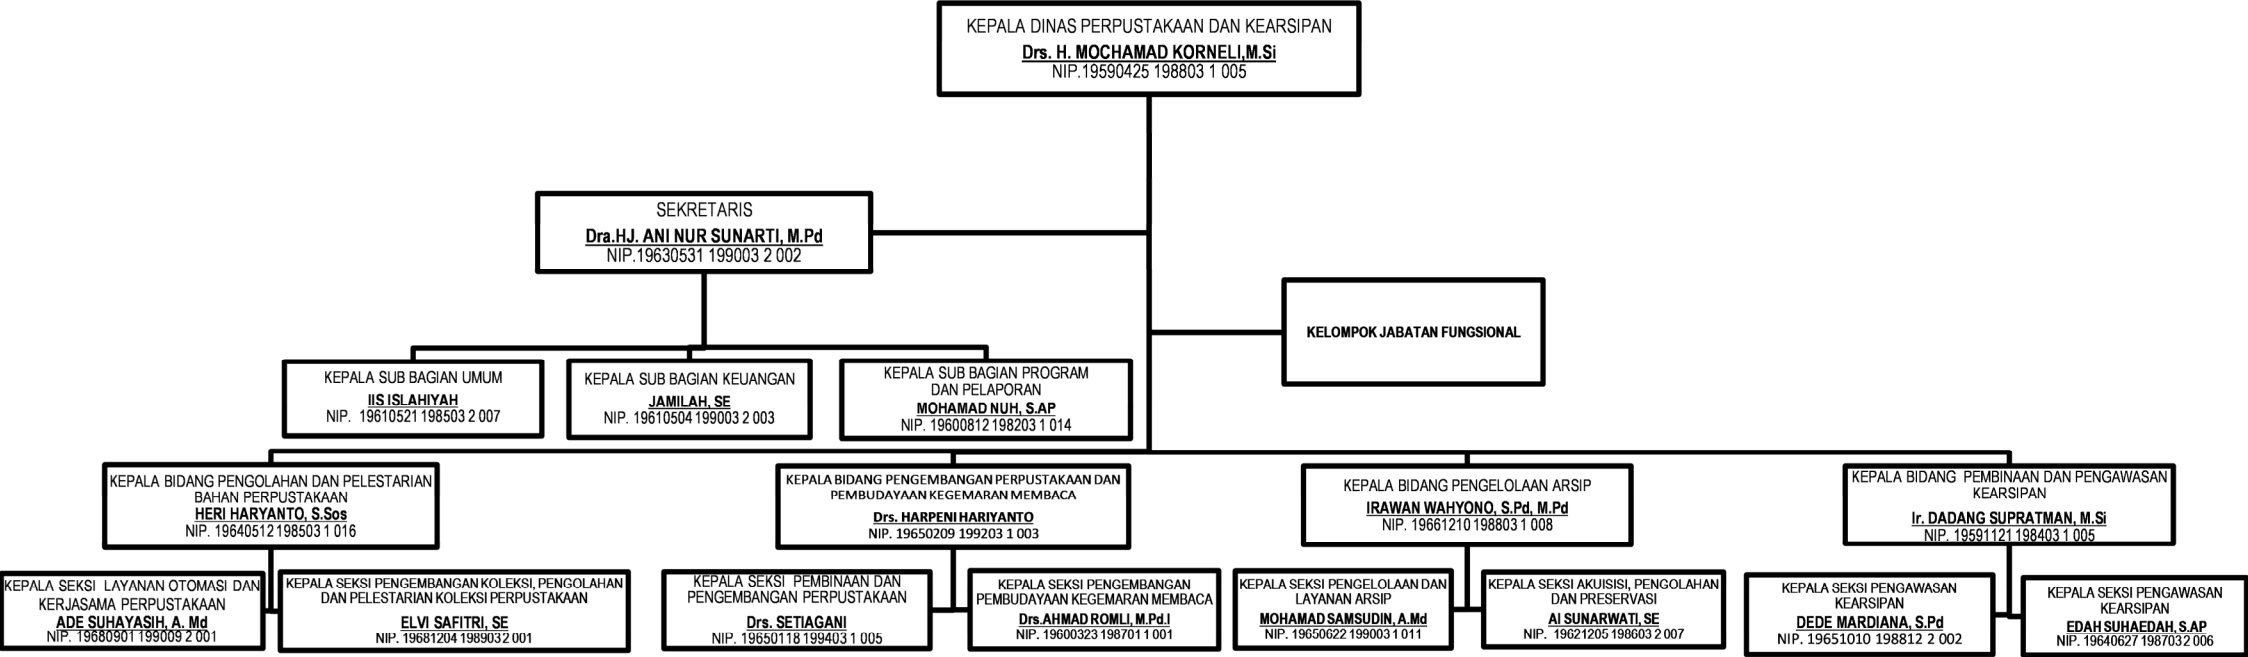 KEPALA DINAS PERPUSTAKAAN DAN KEARSIPAN
Drs. H. MOCHAMAD KORNELI,M.Si
NIP.19590425 198803 1 005
SEKRETARIS
Dra.HJ. ANI NUR SUNARTI, M.Pd
NIP.19630531 199003 2 002
KELOMPOK JABATAN FUNGSIONAL
KEPALA SUB BAGIAN UMUM
IIS ISLAHIYAH
NIP. 19610521 198503 2 007
KEPALA SUB BAGIAN KEUANGAN
JAMILAH, SE
NIP. 19610504 199003 2 003
KEPALA SUB BAGIAN PROGRAM
DAN PELAPORAN
MOHAMAD NUH, S.AP
NIP. 19600812 198203 1 014
KEPALA BIDANG PENGOLAHAN DAN PELESTARIAN
BAHAN PERPUSTAKAAN
HERI HARYANTO, S.Sos
NIP. 19640512 198503 1 016
KEPALA BIDANG PENGEMBANGAN PERPUSTAKAAN DAN
PEMBUDAYAAN KEGEMARAN MEMBACA
Drs. HARPENI HARIYANTO
NIP. 19650209 199203 1 003
KEPALA BIDANG PENGELOLAAN ARSIP
IRAWAN WAHYONO, S.Pd, M.Pd
NIP. 19661210 198803 1 008
KEPALA BIDANG PEMBINAAN DAN PENGAWASAN
KEARSIPAN
Ir. DADANG SUPRATMAN, M.Si
NIP. 19591121 198403 1 005
KEPALA SEKSI LAYANAN OTOMASI DAN
KERJASAMA PERPUSTAKAAN
ADE SUHAYASIH, A. Md
NIP. 19680901 199009 2 001
KEPALA SEKSI PENGEMBANGAN KOLEKSI, PENGOLAHAN
DAN PELESTARIAN KOLEKSI PERPUSTAKAAN
ELVI SAFITRI, SE
NIP. 19681204 198903 2 001
KEPALA SEKSI PEMBINAAN DAN
PENGEMBANGAN PERPUSTAKAAN
Drs. SETIAGANI
NIP. 19650118 199403 1 005
KEPALA SEKSI PENGEMBANGAN
PEMBUDAYAAN KEGEMARAN MEMBACA
Drs.AHMAD ROMLI, M.Pd.I
NIP. 19600323 198701 1 001
KEPALA SEKSI PENGELOLAAN DAN
LAYANAN ARSIP
MOHAMAD SAMSUDIN, A.Md
NIP. 19650622 199003 1 011
KEPALA SEKSI AKUISISI, PENGOLAHAN
DAN PRESERVASI
AI SUNARWATI, SE
NIP. 19621205 198603 2 007
KEPALA SEKSI PENGAWASAN
KEARSIPAN
DEDE MARDIANA, S.Pd
NIP. 19651010 198812 2 002
KEPALA SEKSI PENGAWASAN
KEARSIPAN
EDAH SUHAEDAH, S.AP
NIP. 19640627 198703 2 006